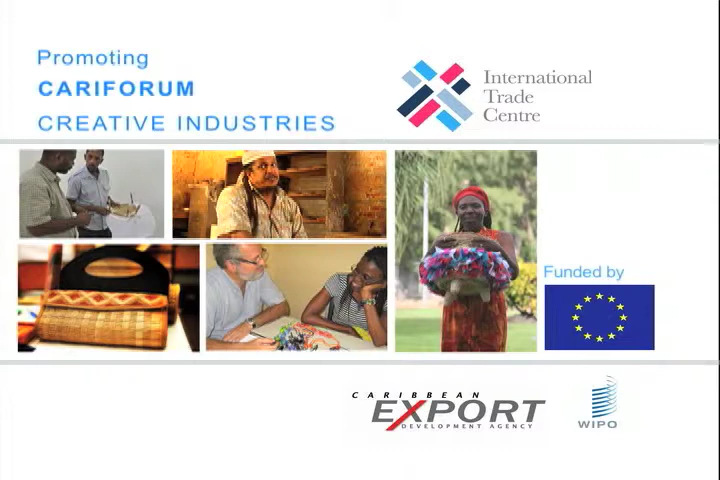 Promoting
CARIFORUM
CREATIVE INDUSTRIES
International
Trade
Centre
Funded by
CARIBBEAN
EXPORT
DEVELOPMENT AGENCY
WIPO